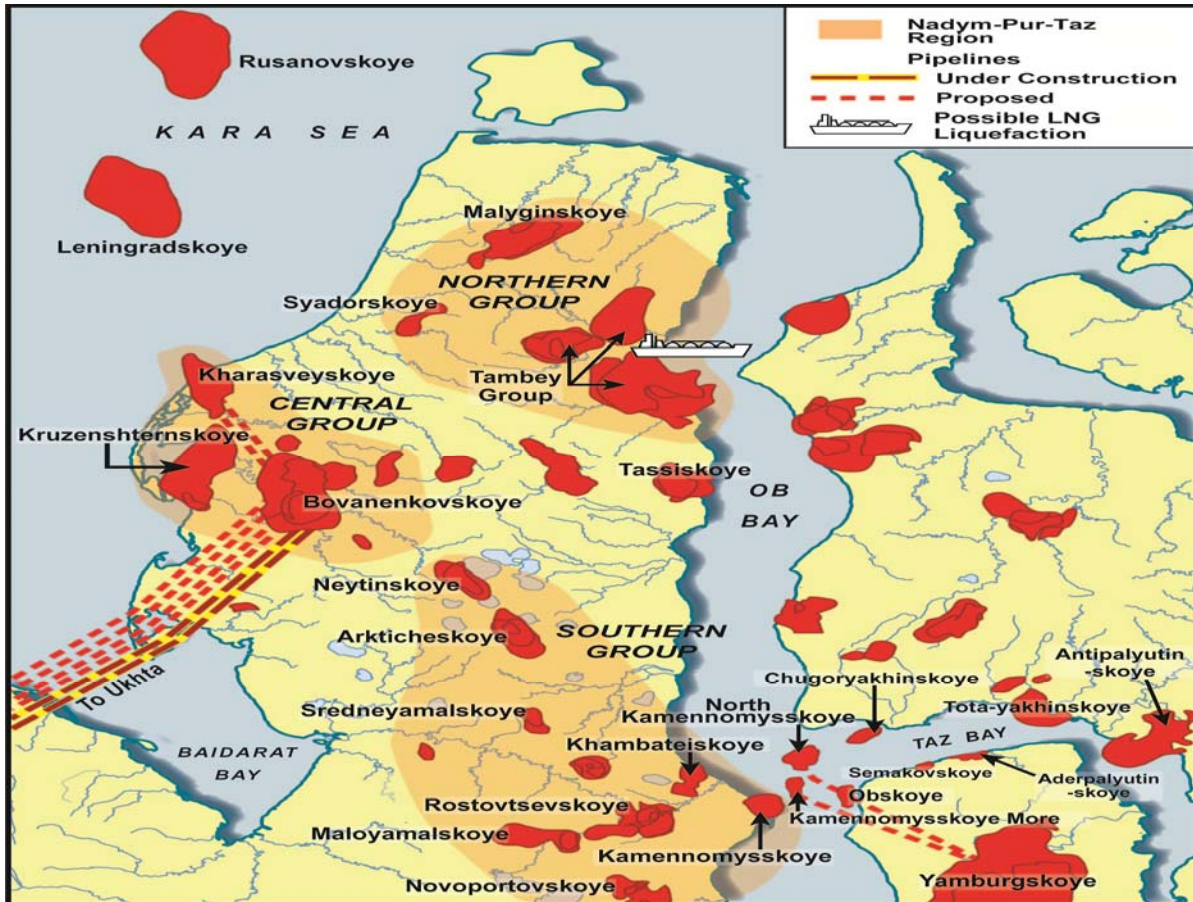 Nadym-Pur-Taz
Region
Pipelines
Under Construction
Proposed
Possible LNG
Liquefaction
Rusanovskoye
KARA SEA
Leningradskoye
Malyginskoye
NORTHERN
GROUP
Syadorskoye
Tambey
Group
Kharasveyskoye
CENTRAL
GROUP
Kruzenshternskoye
Bovanenkovskoye
Tassiskoye
OB
BAY
Neytinskoye
Arkticheskoye
SOUTHERN
GROUP
To Ukhta
Antipalyutin
-skoye
Chugoryakhinskoye
North
Kamennomysskoye
Tota-yakhinskoye
Sredneyamalskoye
TAZ BAY
BAIDARAT
BAY
Khambateiskoye
Semakovskoye
Aderpalyutin
-skoye
Obskoye
Rostovtsevskoye
Kamennomysskoye More
Maloyamalskoye
Kamennomysskoye
Novoportovskoye
Yamburgskoye